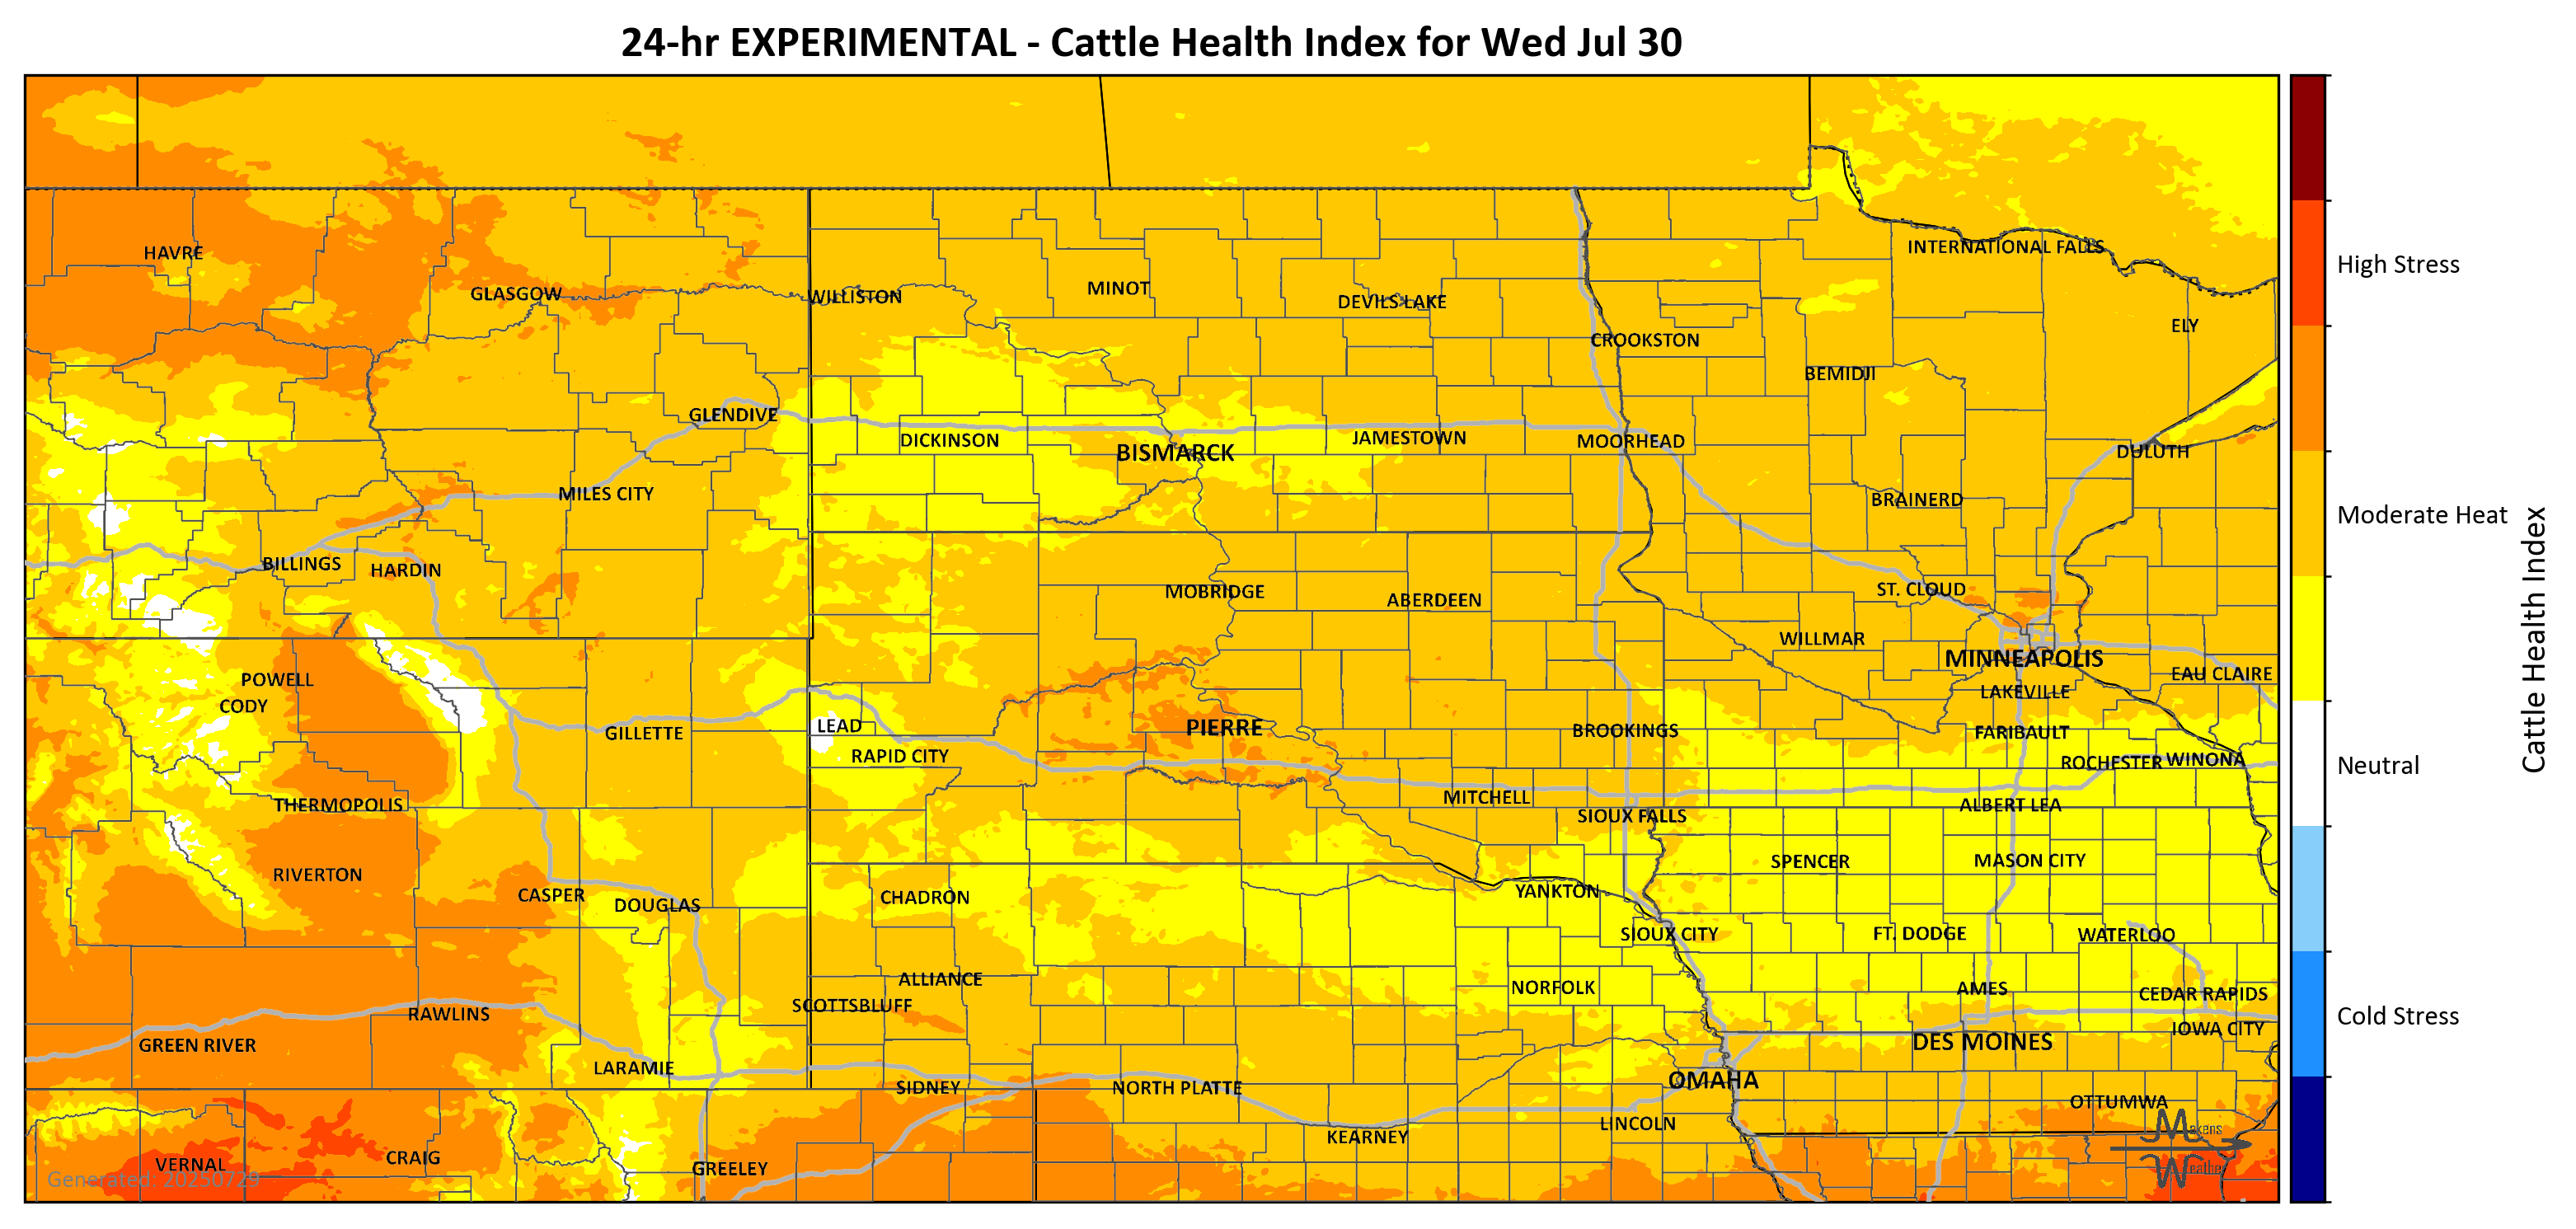 24-hr EXPERIMENTAL - Cattle Health Index for Wed Jul 30
HAVRE
INTERNATIONAL FALLS
High Stress
GLASGOW
WILLISTON
MINOT
DEVILS LAKE
ELY
CROOKSTON
BEMIDJI
GLENDIVE
DICKINSON
BISMARCK
JAMESTOWN
MOORHEAD
DULUTH
MILES CITY
BRAINERD
Moderate Heat
BILLINGS
HARDIN
MOBRIDGE
ABERDEEN
ST. CLOUD
WILLMAR
MINNEAPOLIS
Cattle Health Index
POWELL
EAU CLAIRE
CODY
LAKEVILLE
GILLETTE
LEAD
PIERRE
BROOKINGS
FARIBAULT
RAPID CITY
ROCHESTER
WINONA
Neutral
THERMOPOLIS
MITCHELL
ALBERT LEA
SIOUX FALLS
RIVERTON
SPENCER
MASON CITY
CASPER
DOUGLAS
CHADRON
YANKTON
SIOUX CITY
FT. DODGE
WATERLOO
ALLIANCE
NORFOLK
AMES
CEDAR RAPIDS
SCOTTSBLUFF
RAWLINS
Cold Stress
GREEN RIVER
DES MOINES
IOWA CITY
LARAMIE
SIDNEY
NORTH PLATTE
OMAHA
OTTUMWA
LINCOLN
KEARNEY
Makens
Weather
VERNAL
CRAIG
GREELEY
Generated: 20250729